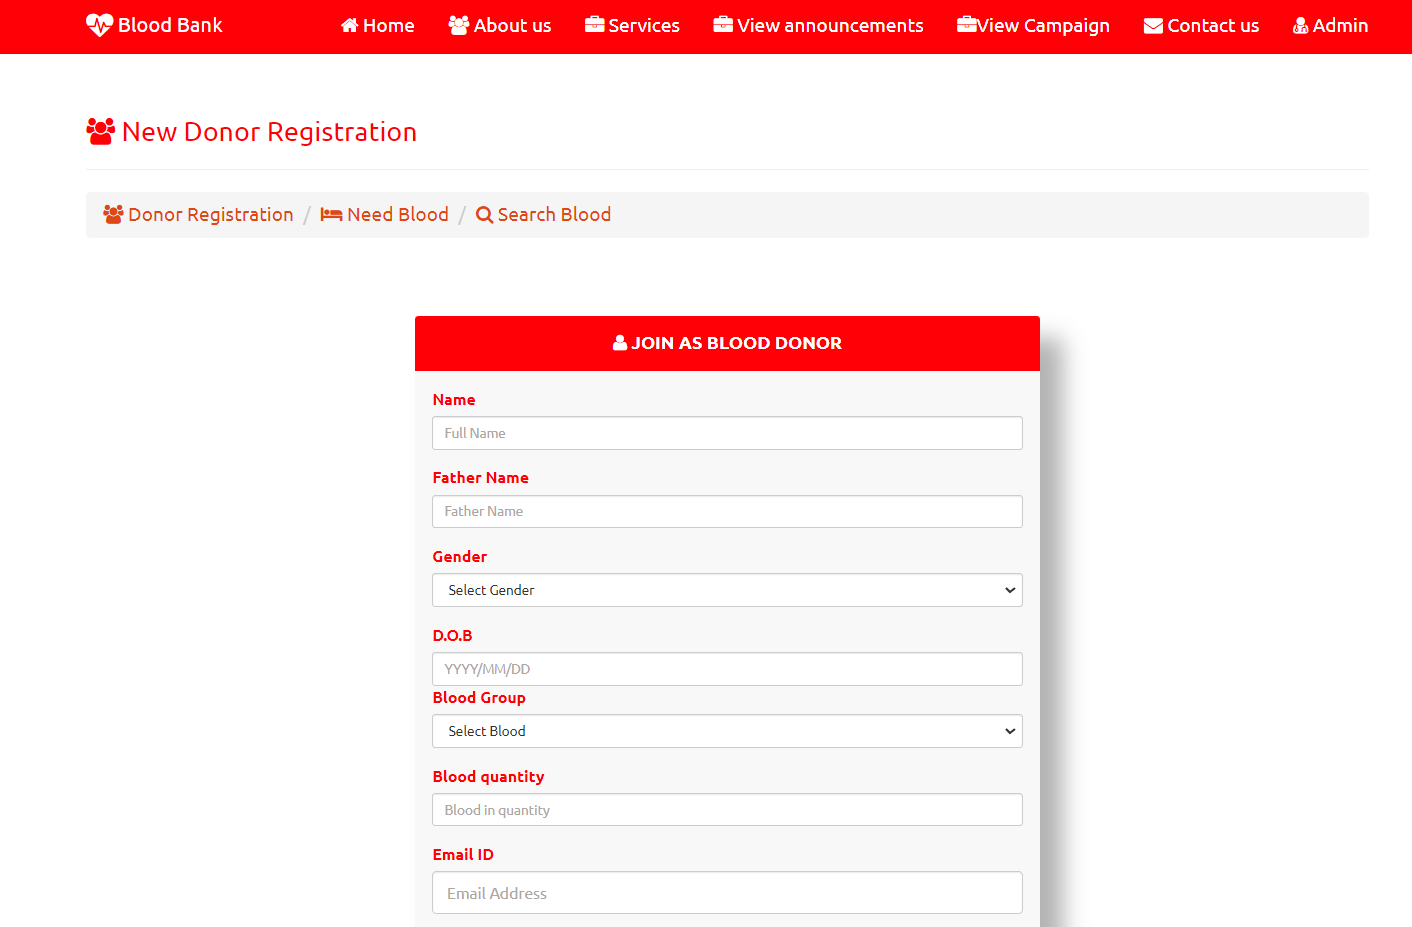 Blood Bank Home About us Services View announcements View Campaign Contact us Admin
New Donor Registration
Donor Registration / Need Blood / Search Blood
JOIN AS BLOOD DONOR
Name
Full Name
Father Name
Father Name
Gender
Select Gender
D.O.B
YYYY/MM/DD
Blood Group
Select Blood
Blood quantity
Blood in quantity
Email ID
Email Address